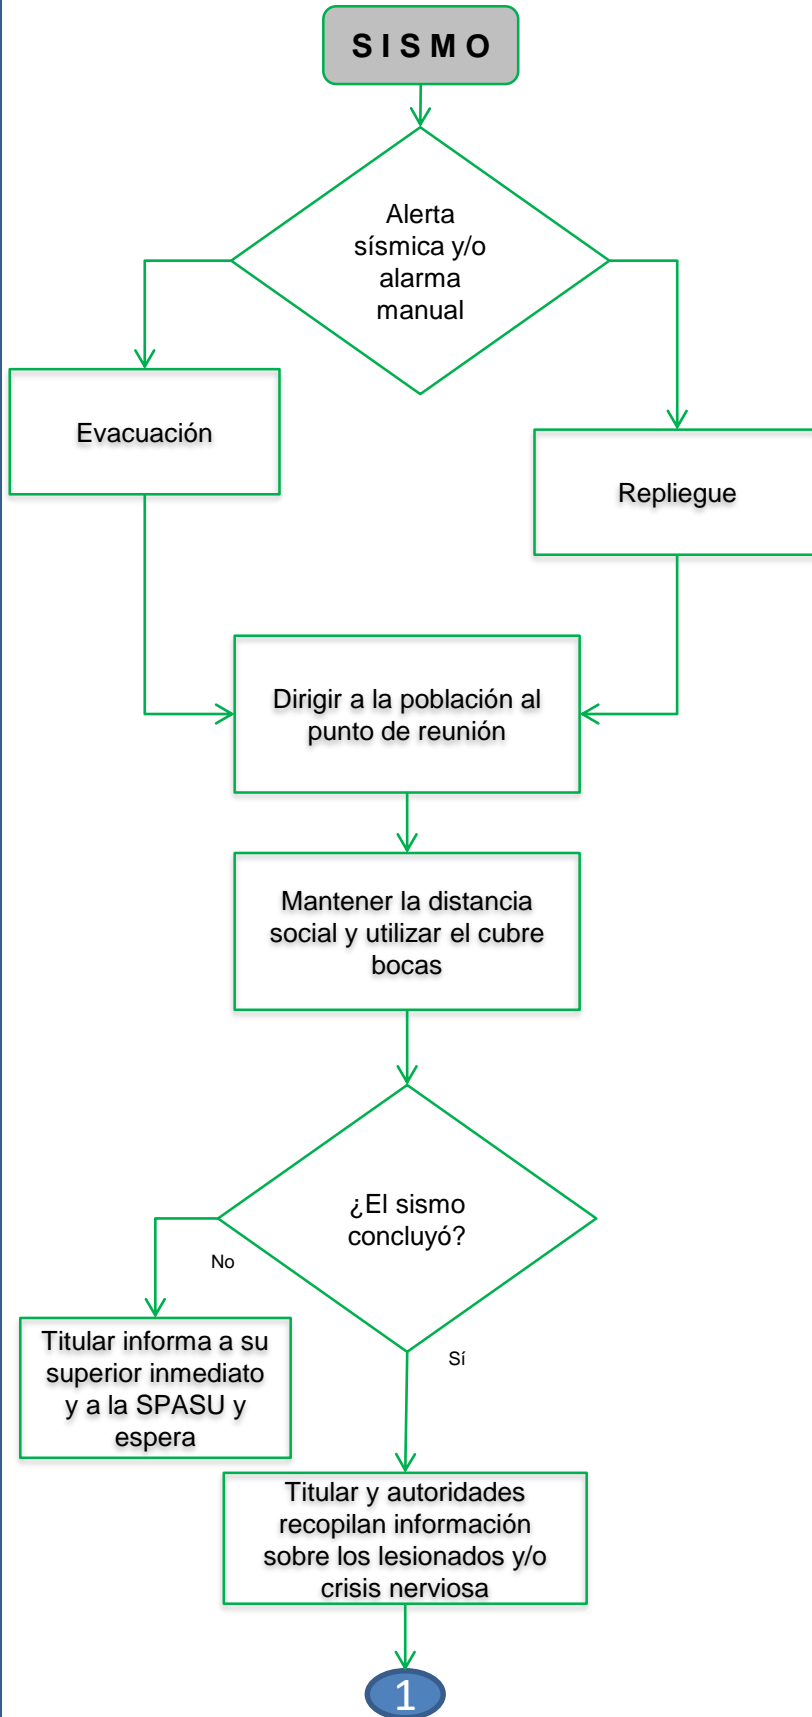 S I S M O
Alerta
sísmica y/o
alarma
manual
Evacuación
Repliegue
Dirigir a la población al
punto de reunión
Mantener la distancia
social y utilizar el cubre
bocas
¿El sismo
concluyó?
No
Sí
Titular informa a su
superior inmediato
y a la SPASU y
espera
Titular y autoridades
recopilan información
sobre los lesionados y/o
crisis nerviosa
1